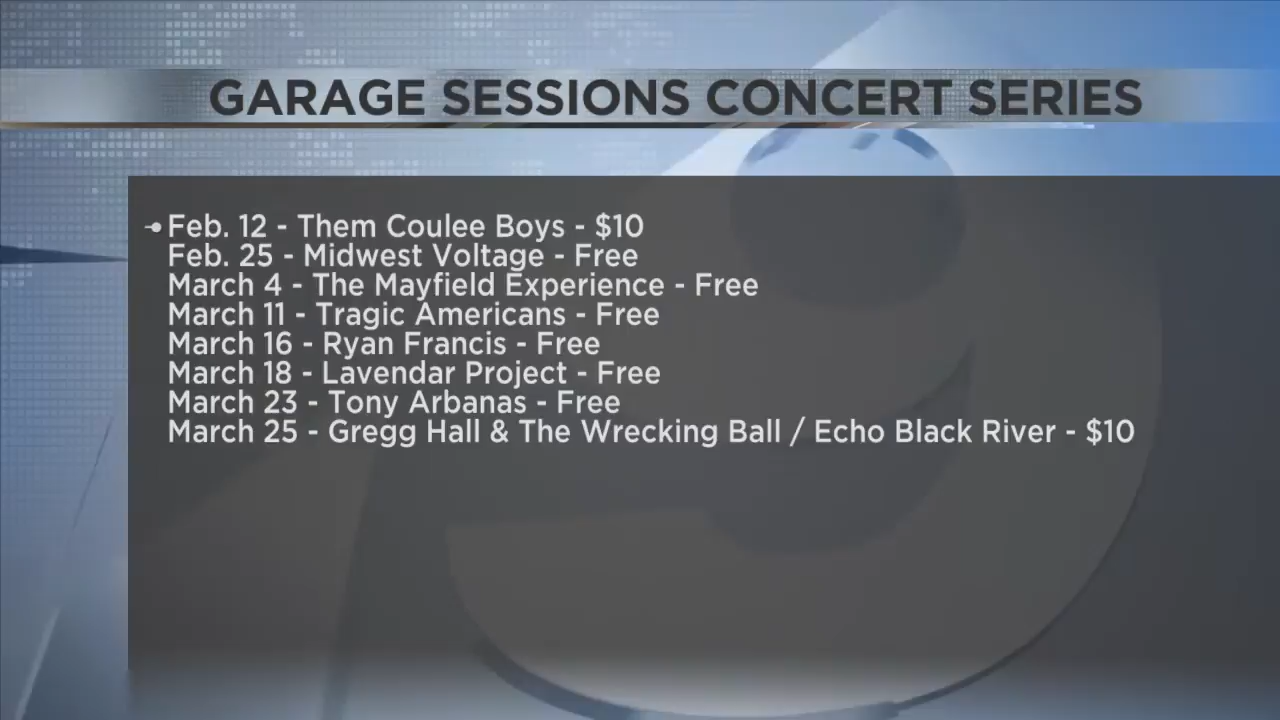 GARAGE SESSIONS CONCERT SERIES
Feb. 12 - Them Coulee Boys - $10
Feb. 25 - Midwest Voltage - Free
March 4 - The Mayfield Experience - Free
March 11 - Tragic Americans - Free
March 16 - Ryan Francis - Free
March 18 - Lavendar Project - Free
March 23 - Tony Arbanas - Free
March 25 - Gregg Hall & The Wrecking Ball / Echo Black River - $10